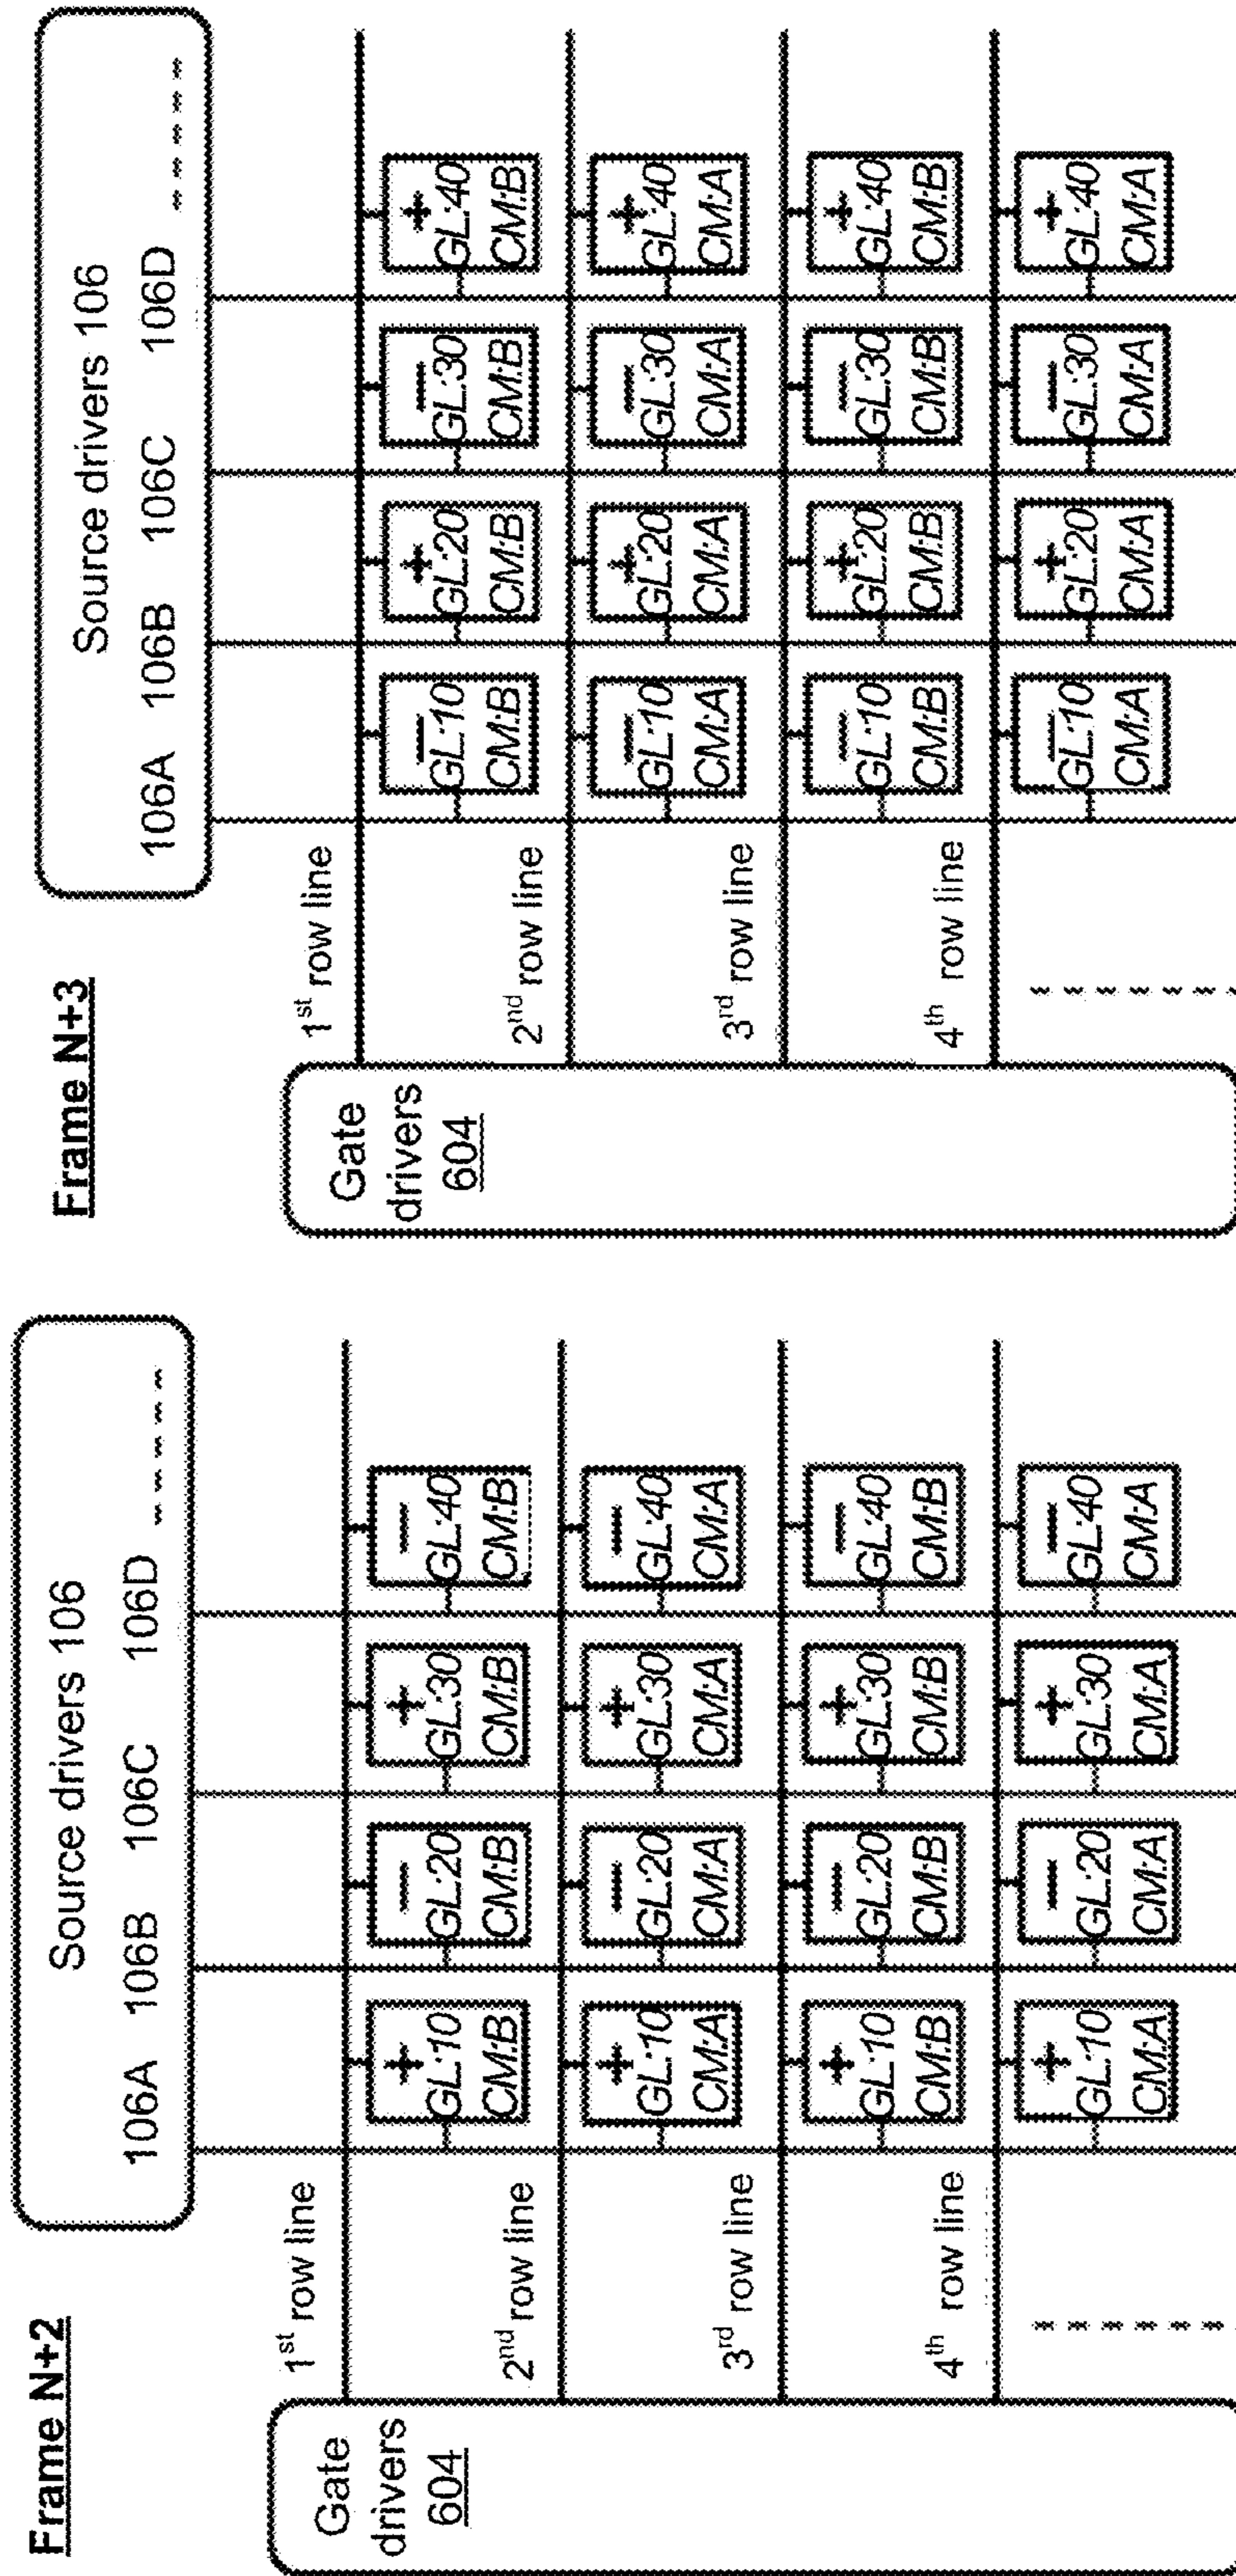 Frame N+2
Source drivers 106
106A 106B 106C 106D
Gate
drivers
604
1st row line
+ − + −
GL:10 GL:20 GL:30 GL:40
CM:B CM:B CM:B CM:B
2nd row line
+ − + −
GL:10 GL:20 GL:30 GL:40
CM:A CM:A CM:A CM:A
3rd row line
+ − + −
GL:10 GL:20 GL:30 GL:40
CM:B CM:B CM:B CM:B
4th row line
+ − + −
GL:10 GL:20 GL:30 GL:40
CM:A CM:A CM:A CM:A
Frame N+3
Source drivers 106
106A 106B 106C 106D
Gate
drivers
604
1st row line
− + − +
GL:10 GL:20 GL:30 GL:40
CM:B CM:B CM:B CM:B
2nd row line
− + − +
GL:10 GL:20 GL:30 GL:40
CM:A CM:A CM:A CM:A
3rd row line
− + − +
GL:10 GL:20 GL:30 GL:40
CM:B CM:B CM:B CM:B
4th row line
− + − +
GL:10 GL:20 GL:30 GL:40
CM:A CM:A CM:A CM:A